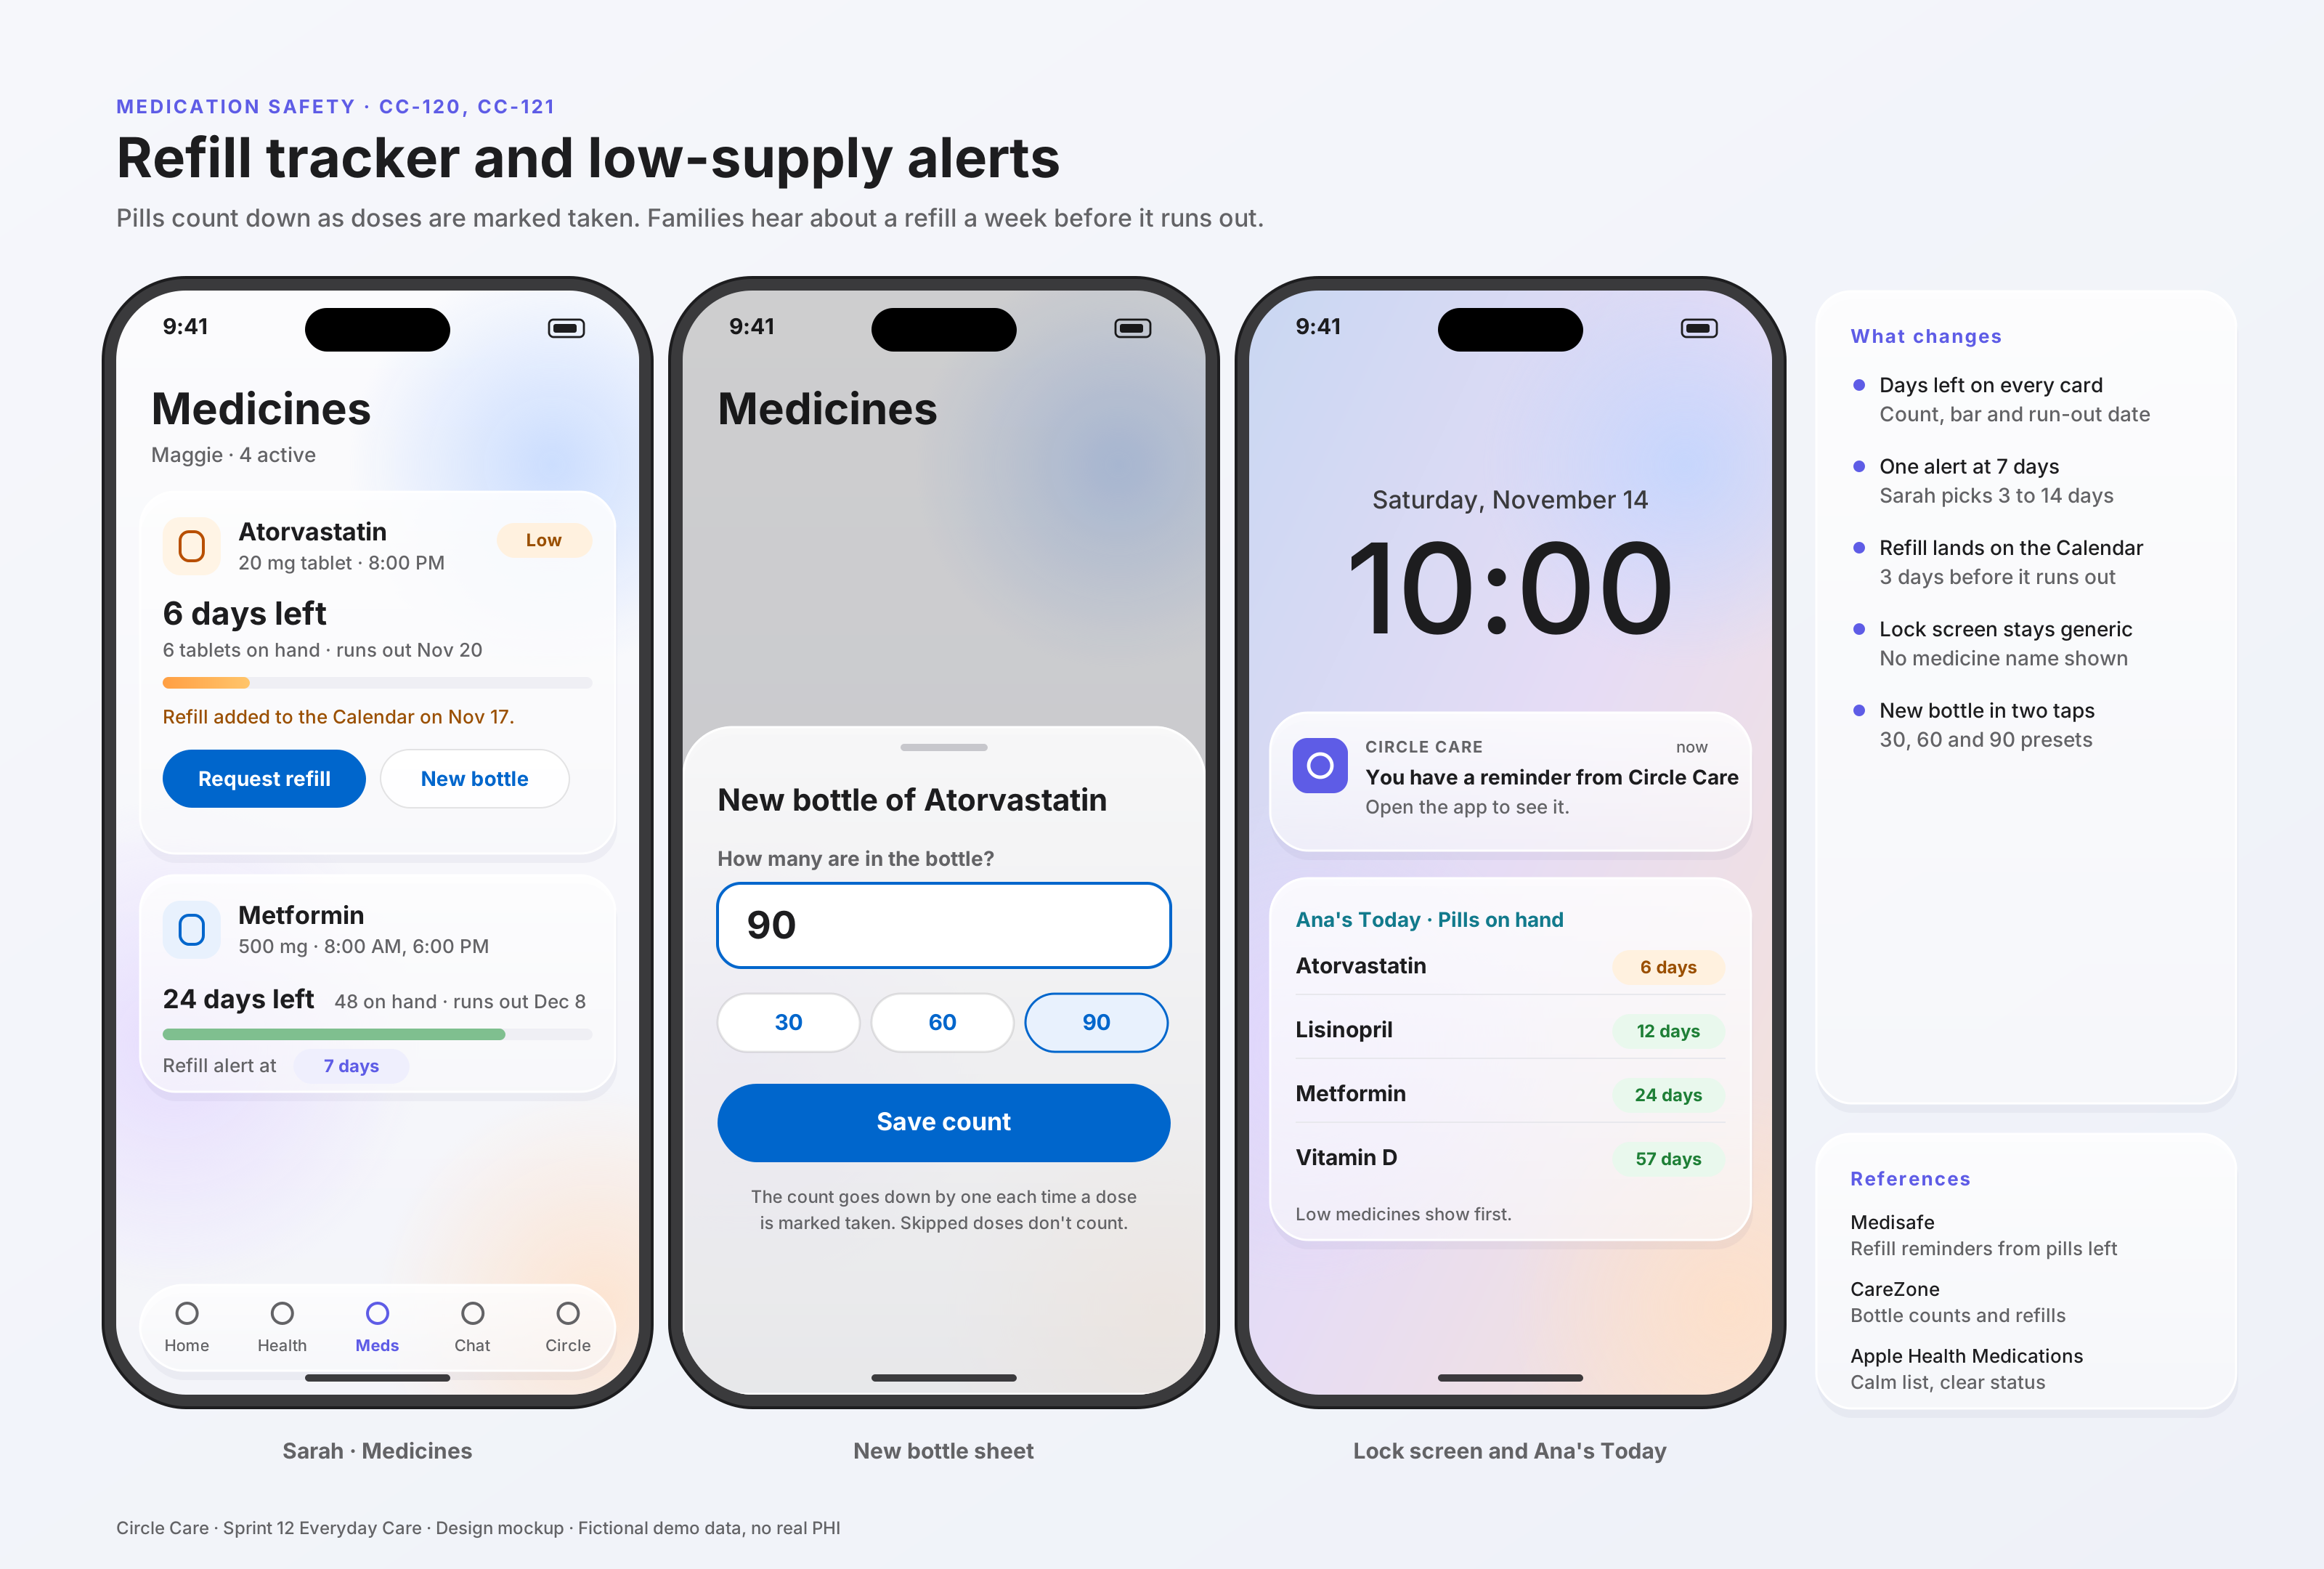 MEDICATION SAFETY · CC-120, CC-121
Refill tracker and low-supply alerts
Pills count down as doses are marked taken. Families hear about a refill a week before it runs out.
9:41
Medicines
Maggie · 4 active
Atorvastatin
Low
20 mg tablet · 8:00 PM
6 days left
6 tablets on hand · runs out Nov 20
Refill added to the Calendar on Nov 17.
Request refill
New bottle
Metformin
500 mg · 8:00 AM, 6:00 PM
24 days left
48 on hand · runs out Dec 8
Refill alert at
7 days
Home
Health
Meds
Chat
Circle
Sarah · Medicines
9:41
Medicines
New bottle of Atorvastatin
How many are in the bottle?
90
30
60
90
Save count
The count goes down by one each time a dose
is marked taken. Skipped doses don't count.
New bottle sheet
9:41
Saturday, November 14
10:00
CIRCLE CARE
now
You have a reminder from Circle Care
Open the app to see it.
Ana's Today · Pills on hand
Atorvastatin
6 days
Lisinopril
12 days
Metformin
24 days
Vitamin D
57 days
Low medicines show first.
Lock screen and Ana's Today
What changes
Days left on every card
Count, bar and run-out date
One alert at 7 days
Sarah picks 3 to 14 days
Refill lands on the Calendar
3 days before it runs out
Lock screen stays generic
No medicine name shown
New bottle in two taps
30, 60 and 90 presets
References
Medisafe
Refill reminders from pills left
CareZone
Bottle counts and refills
Apple Health Medications
Calm list, clear status
Circle Care · Sprint 12 Everyday Care · Design mockup · Fictional demo data, no real PHI